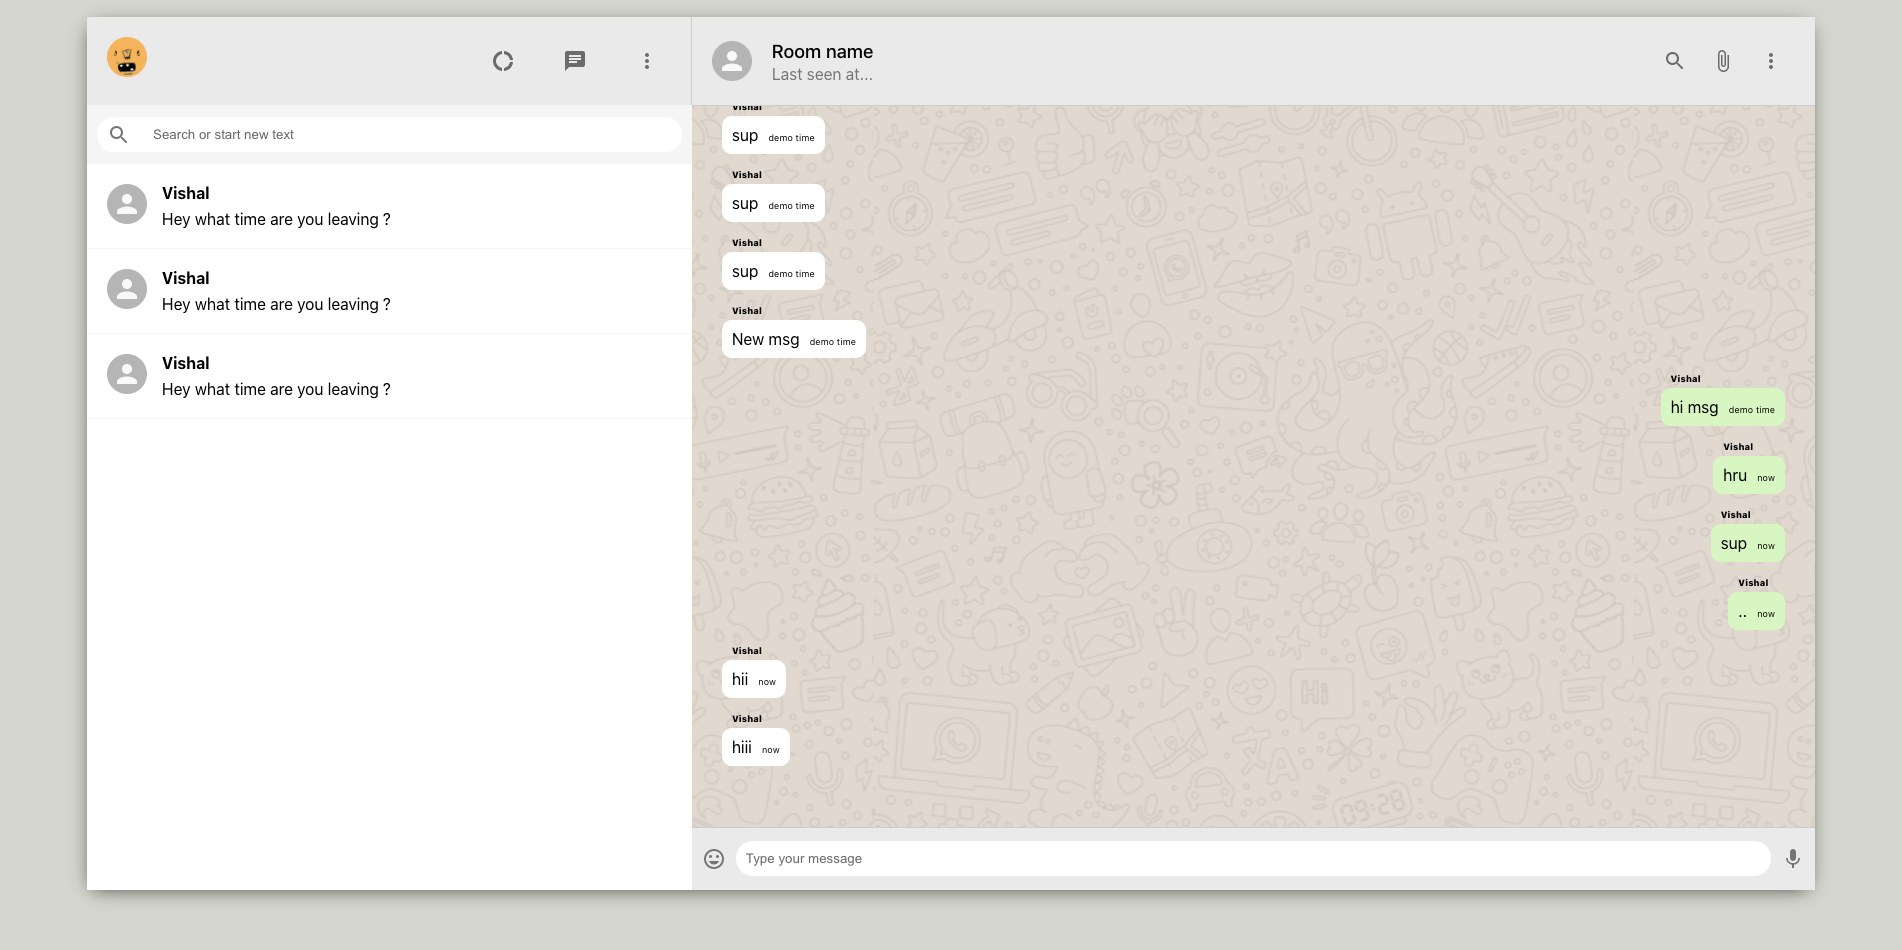 Room name
Last seen at...
Search or start new text
Vishal
Hey what time are you leaving ?
Vishal
Hey what time are you leaving ?
Vishal
Hey what time are you leaving ?
Vishal
sup demo time
Vishal
sup demo time
Vishal
sup demo time
Vishal
New msg demo time
Vishal
hi msg demo time
Vishal
hru now
Vishal
sup now
Vishal
.. now
Vishal
hii now
Vishal
hiii now
Hi
09:28
Type your message